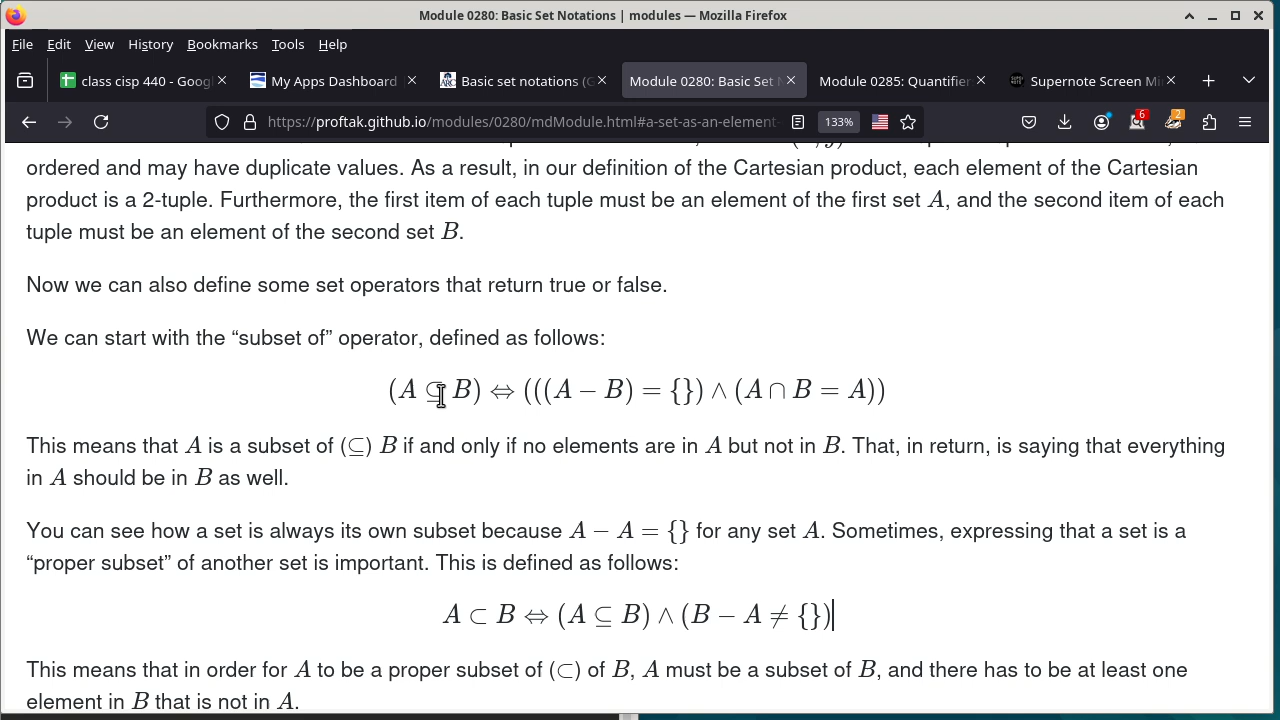 Module 0280: Basic Set Notations | modules — Mozilla Firefox
File Edit View History Bookmarks Tools Help
class cisp 440 - Googl My Apps Dashboard Basic set notations (G Module 0280: Basic Set N Module 0285: Quantifier Supernote Screen Mi
https://proftak.github.io/modules/0280/mdModule.html#a-set-as-an-element- 133% 6 2
ordered and may have duplicate values. As a result, in our definition of the Cartesian product, each element of the Cartesian
product is a 2-tuple. Furthermore, the first item of each tuple must be an element of the first set A, and the second item of each
tuple must be an element of the second set B.
Now we can also define some set operators that return true or false.
We can start with the “subset of” operator, defined as follows:
(A ⊆ B) ⇔ (((A − B) = {}) ∧ (A ∩ B = A))
This means that A is a subset of (⊆) B if and only if no elements are in A but not in B. That, in return, is saying that everything
in A should be in B as well.
You can see how a set is always its own subset because A − A = {} for any set A. Sometimes, expressing that a set is a
“proper subset” of another set is important. This is defined as follows:
A ⊂ B ⇔ (A ⊆ B) ∧ (B − A ≠ {})
This means that in order for A to be a proper subset of (⊂) of B, A must be a subset of B, and there has to be at least one
element in B that is not in A.